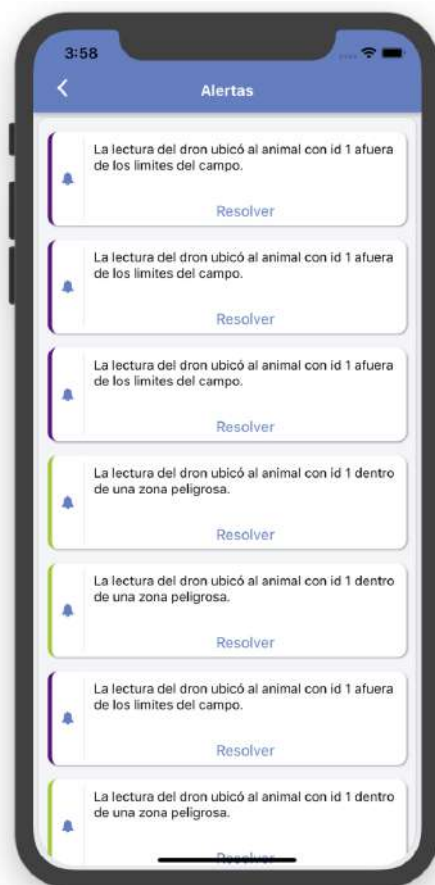 3:58
Alertas
La lectura del dron ubicó al animal con id 1 afuera
de los limites del campo.
Resolver
La lectura del dron ubicó al animal con id 1 afuera
de los limites del campo.
Resolver
La lectura del dron ubicó al animal con id 1 afuera
de los limites del campo.
Resolver
La lectura del dron ubicó al animal con id 1 dentro
de una zona peligrosa.
Resolver
La lectura del dron ubicó al animal con id 1 dentro
de una zona peligrosa.
Resolver
La lectura del dron ubicó al animal con id 1 afuera
de los limites del campo.
Resolver
La lectura del dron ubicó al animal con id 1 dentro
de una zona peligrosa.
Resolver